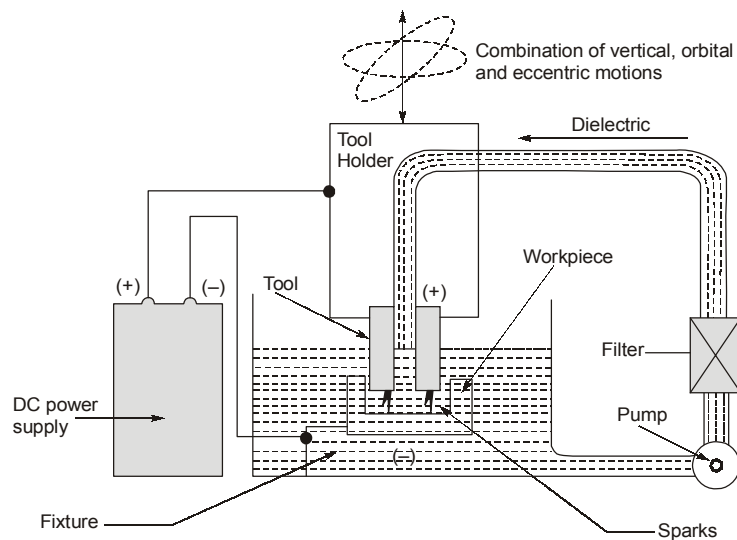 Combination of vertical, orbital
and eccentric motions
Tool
Holder
Dielectric
Workpiece
Tool
(+)
(+)
(–)
Filter
DC power
supply
Pump
(–)
Fixture
Sparks